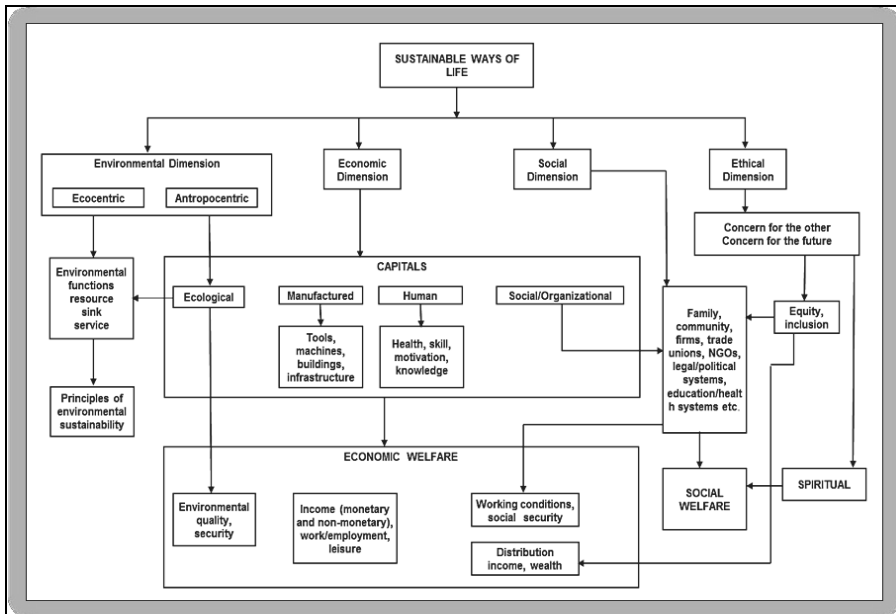 SUSTAINABLE WAYS OF
LIFE
Environmental Dimension
Ecocentric
Antropocentric
Economic
Dimension
Social
Dimension
Ethical
Dimension
Concern for the other
Concern for the future
Environmental
functions
resource
sink
service
CAPITALS
Ecological
Manufactured
Human
Social/Organizational
Tools,
machines,
buildings,
infrastructure
Health, skill,
motivation,
knowledge
Family,
community,
firms, trade
unions, NGOs,
legal/political
systems,
education/healt
h systems etc.
Equity,
inclusion
Principles of
environmental
sustainability
ECONOMIC WELFARE
Environmental
quality,
security
Income (monetary
and non-monetary),
work/employment,
leisure
Working conditions,
social security
Distribution
income, wealth
SOCIAL
WELFARE
SPIRITUAL